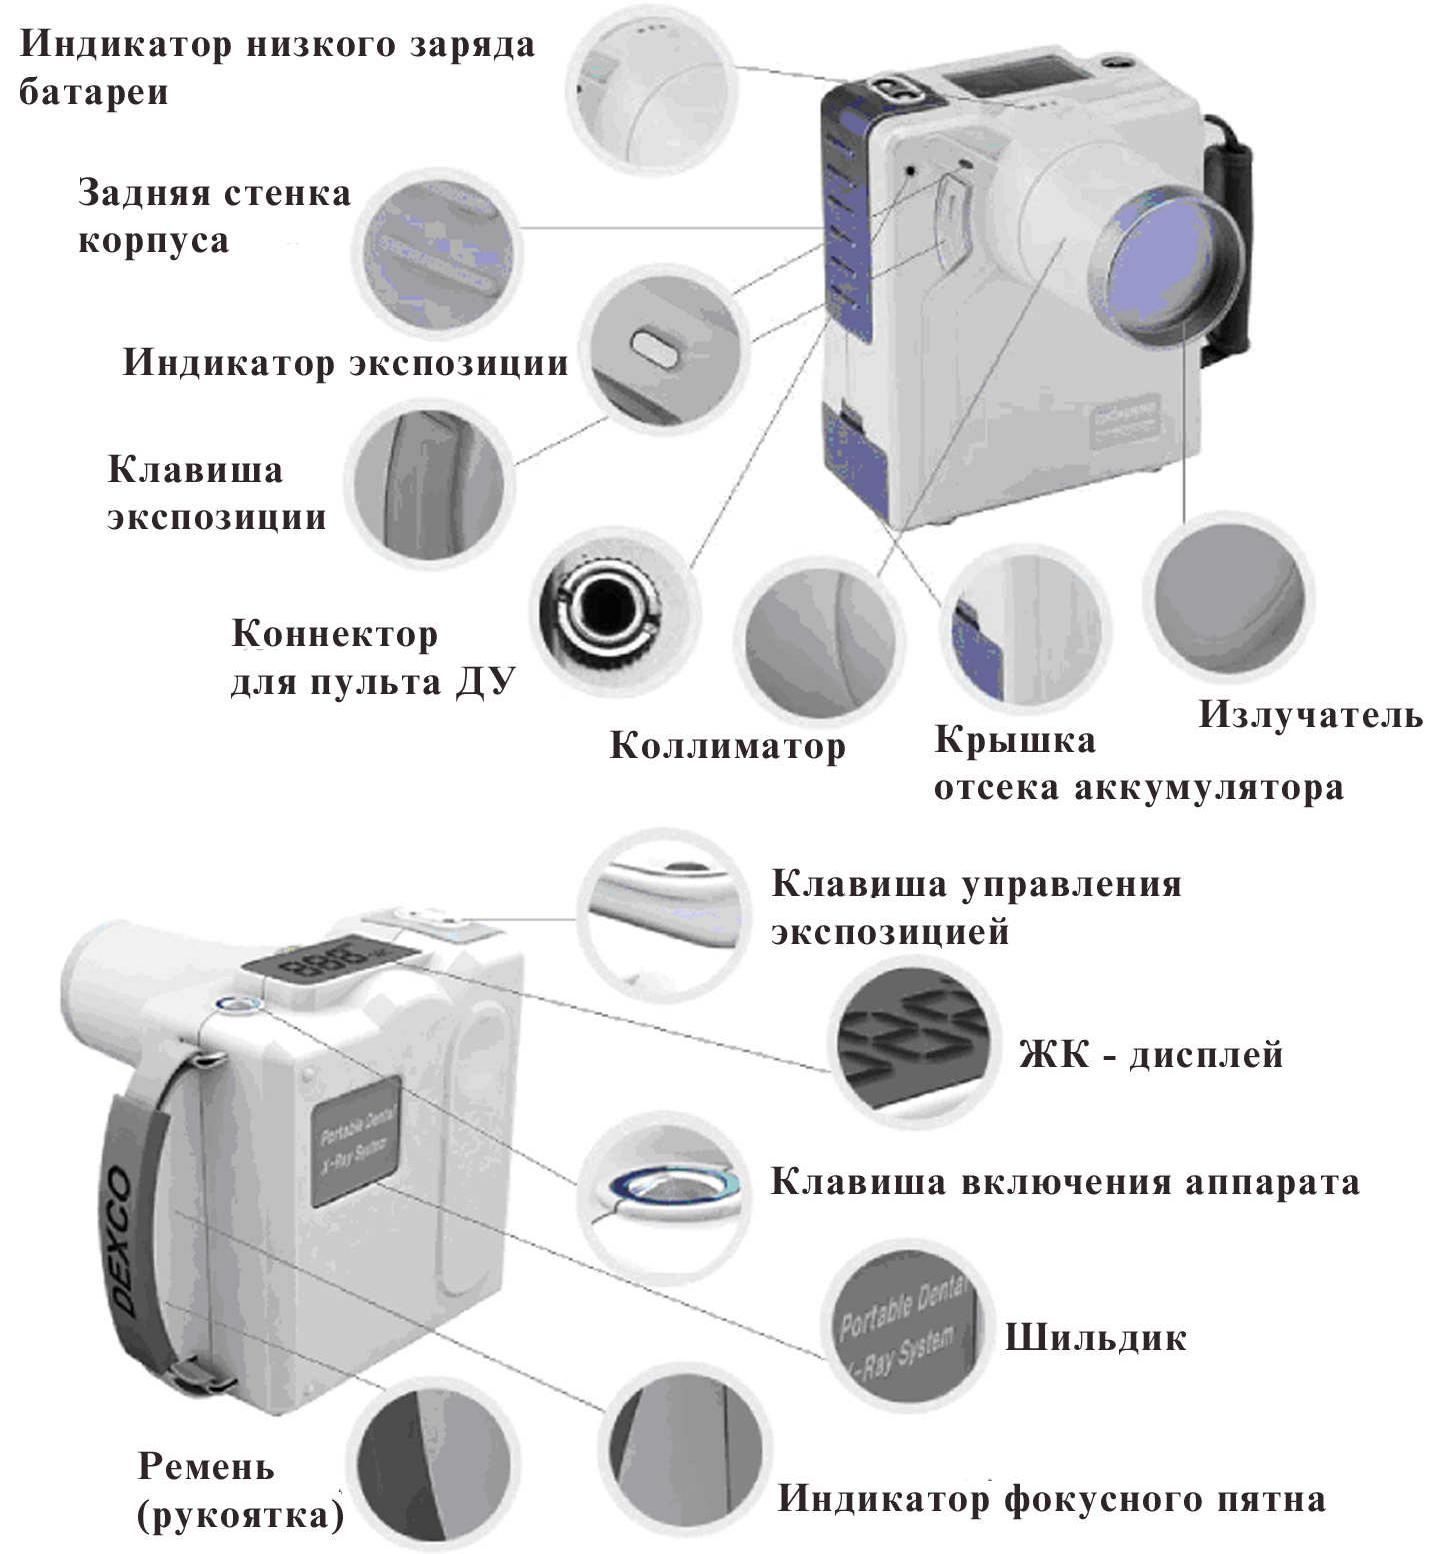 Индикатор низкого заряда
батареи
Задняя стенка
корпуса
Индикатор экспозиции
Клавиша
экспозиции
Коннектор
для пульта ДУ
Коллиматор
Крышка
отсека аккумулятора
Излучатель
Клавиша управления
экспозицией
888
ЖК - дисплей
Portable Dental
X-Ray System
Клавиша включения аппарата
DEXCO
Portable Dental
X-Ray System
Шильдик
Ремень
(рукоятка)
Индикатор фокусного пятна